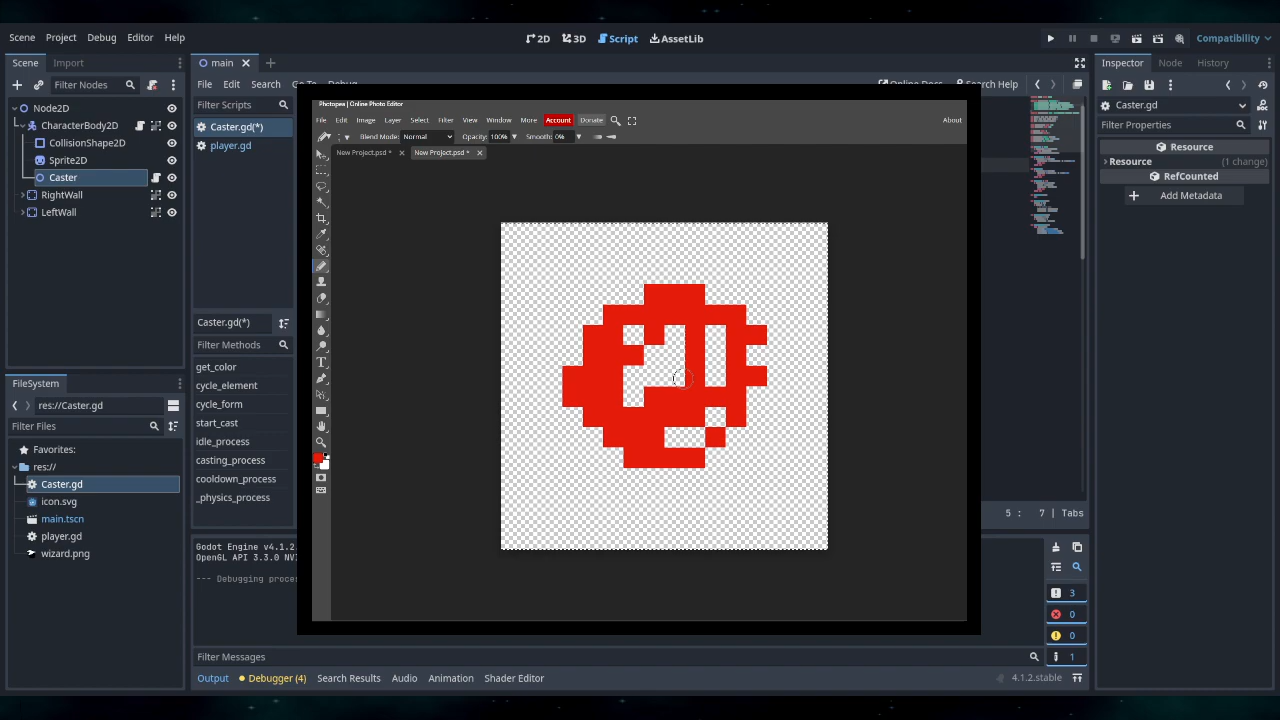 Scene Project Debug Editor Help
2D 3D Script AssetLib
Compatibility
Scene Import
main
Inspector Node History
Filter Nodes
File Edit Search Go To Debug
Online Docs Search Help
Filter Scripts
Caster.gd
Node2D
CharacterBody2D
CollisionShape2D
Sprite2D
Caster
RightWall
LeftWall
Caster.gd(*)
player.gd
Filter Properties
Resource
Resource (1 change)
RefCounted
Add Metadata
Photopea | Online Photo Editor
File Edit Image Layer Select Filter View Window More Account Donate
About
Blend Mode: Normal Opacity: 100% Smooth: 0%
New Project.psd * New Project.psd *
Caster.gd(*)
Filter Methods
get_color
cycle_element
cycle_form
start_cast
idle_process
casting_process
cooldown_process
_physics_process
FileSystem
res://Caster.gd
Filter Files
Favorites:
res://
Caster.gd
icon.svg
main.tscn
player.gd
wizard.png
5 : 7 | Tabs
Godot Engine v4.1.2.
OpenGL API 3.3.0 NVI
--- Debugging proces
3
0
0
1
Filter Messages
Output Debugger (4) Search Results Audio Animation Shader Editor
4.1.2.stable